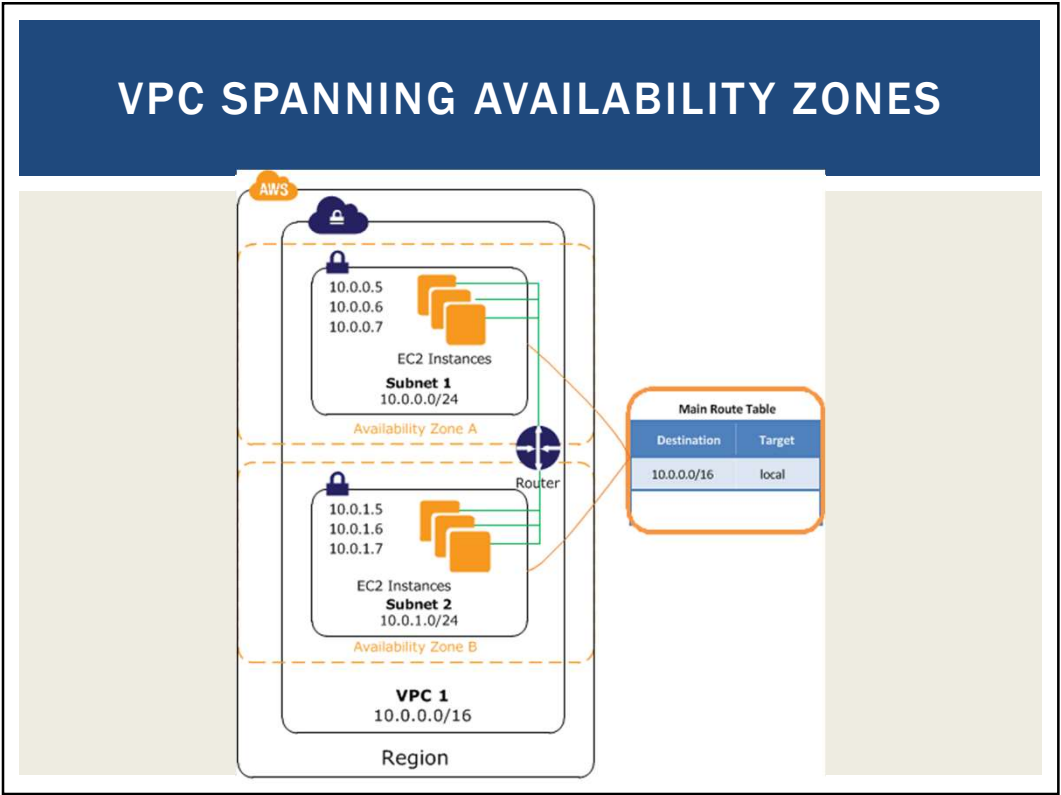 VPC SPANNING AVAILABILITY ZONES
AWS
10.0.0.5
10.0.0.6
10.0.0.7
EC2 Instances
Subnet 1
10.0.0.0/24
Availability Zone A
Router
10.0.1.5
10.0.1.6
10.0.1.7
EC2 Instances
Subnet 2
10.0.1.0/24
Availability Zone B
VPC 1
10.0.0.0/16
Region
Main Route Table
Destination Target
10.0.0.0/16 local